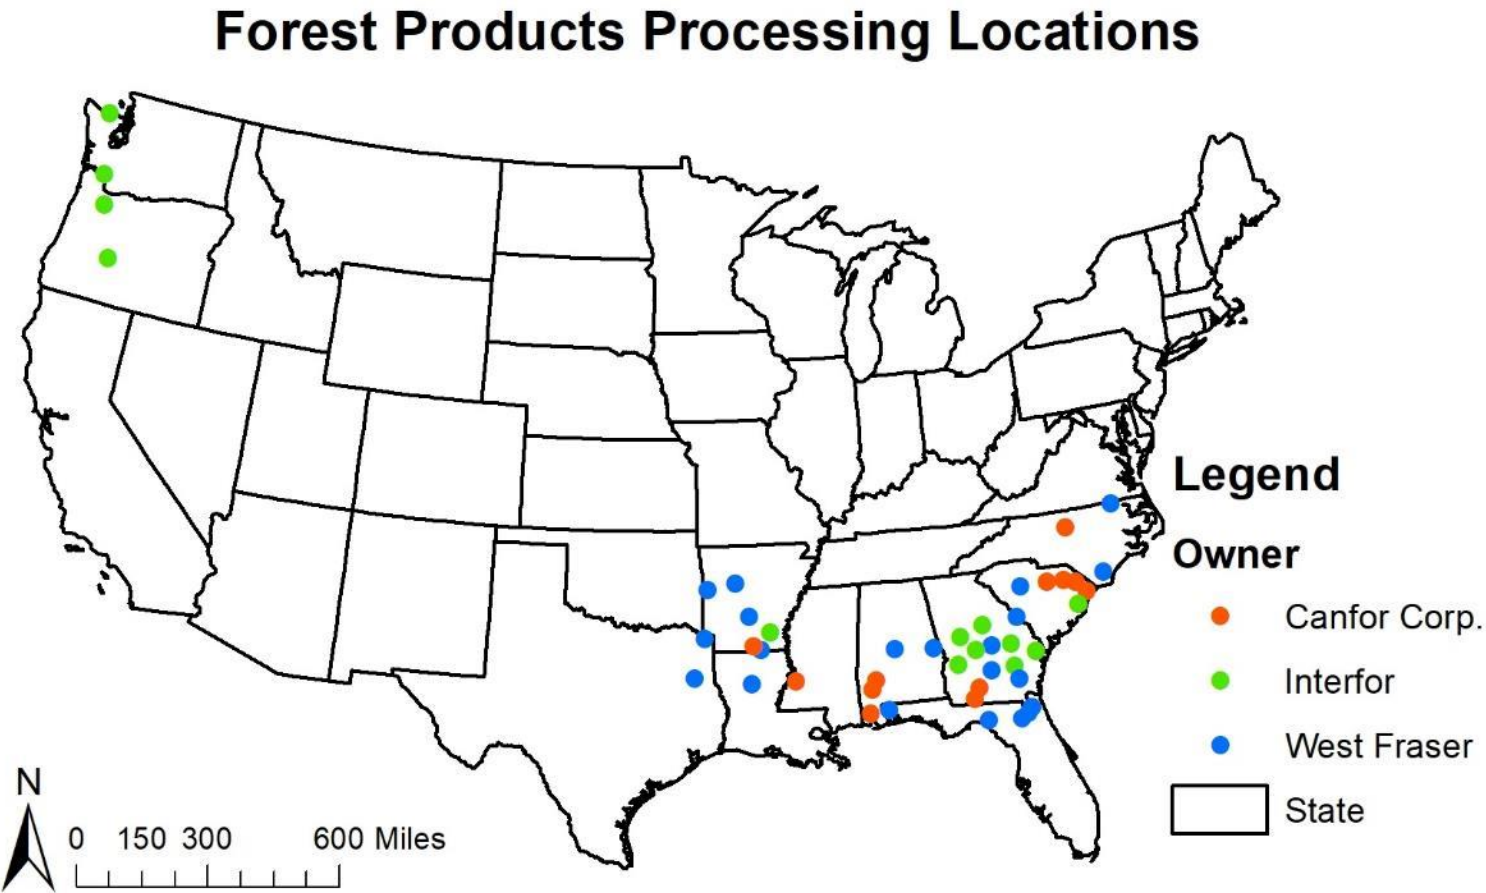 Forest Products Processing Locations
Legend
Owner
Canfor Corp.
Interfor
West Fraser
State
N
0 150 300 600 Miles